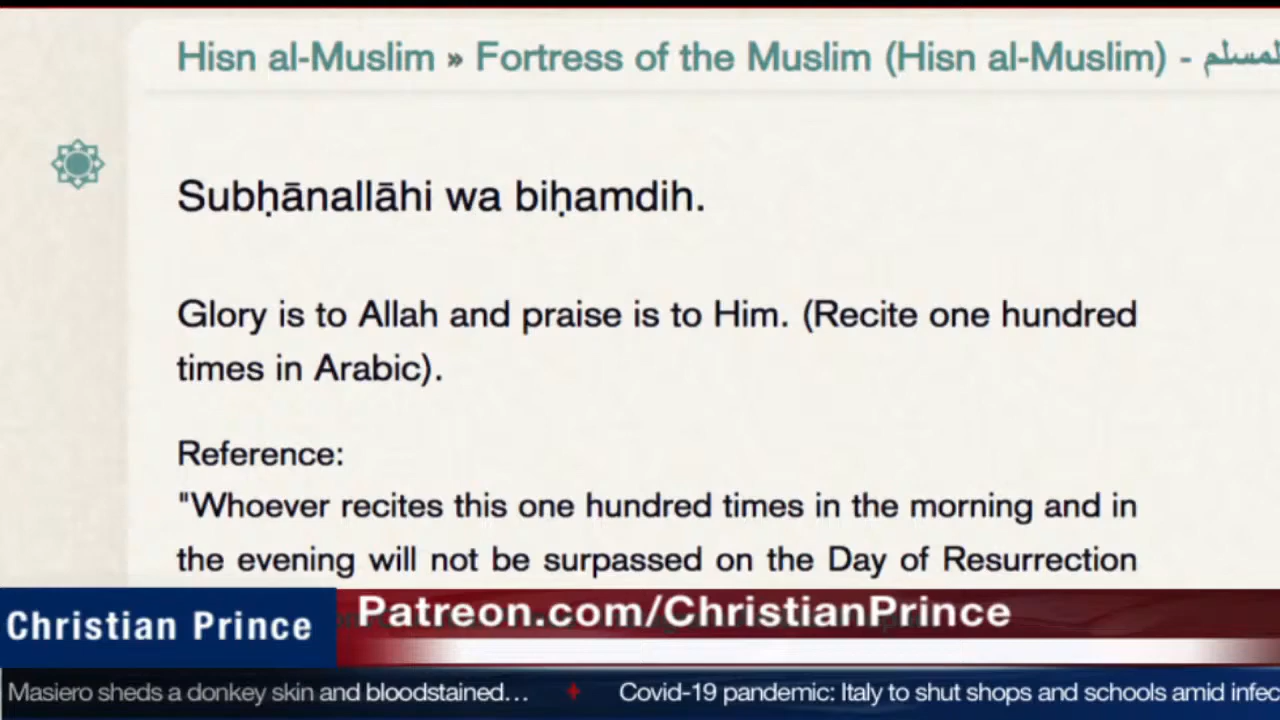 Hisn al-Muslim » Fortress of the Muslim (Hisn al-Muslim) - المسلم
Subḥānallāhi wa biḥamdih.
Glory is to Allah and praise is to Him. (Recite one hundred
times in Arabic).
Reference:
"Whoever recites this one hundred times in the morning and in
the evening will not be surpassed on the Day of Resurrection
Christian Prince
Patreon.com/ChristianPrince
Masiero sheds a donkey skin and bloodstained… Covid-19 pandemic: Italy to shut shops and schools amid infec